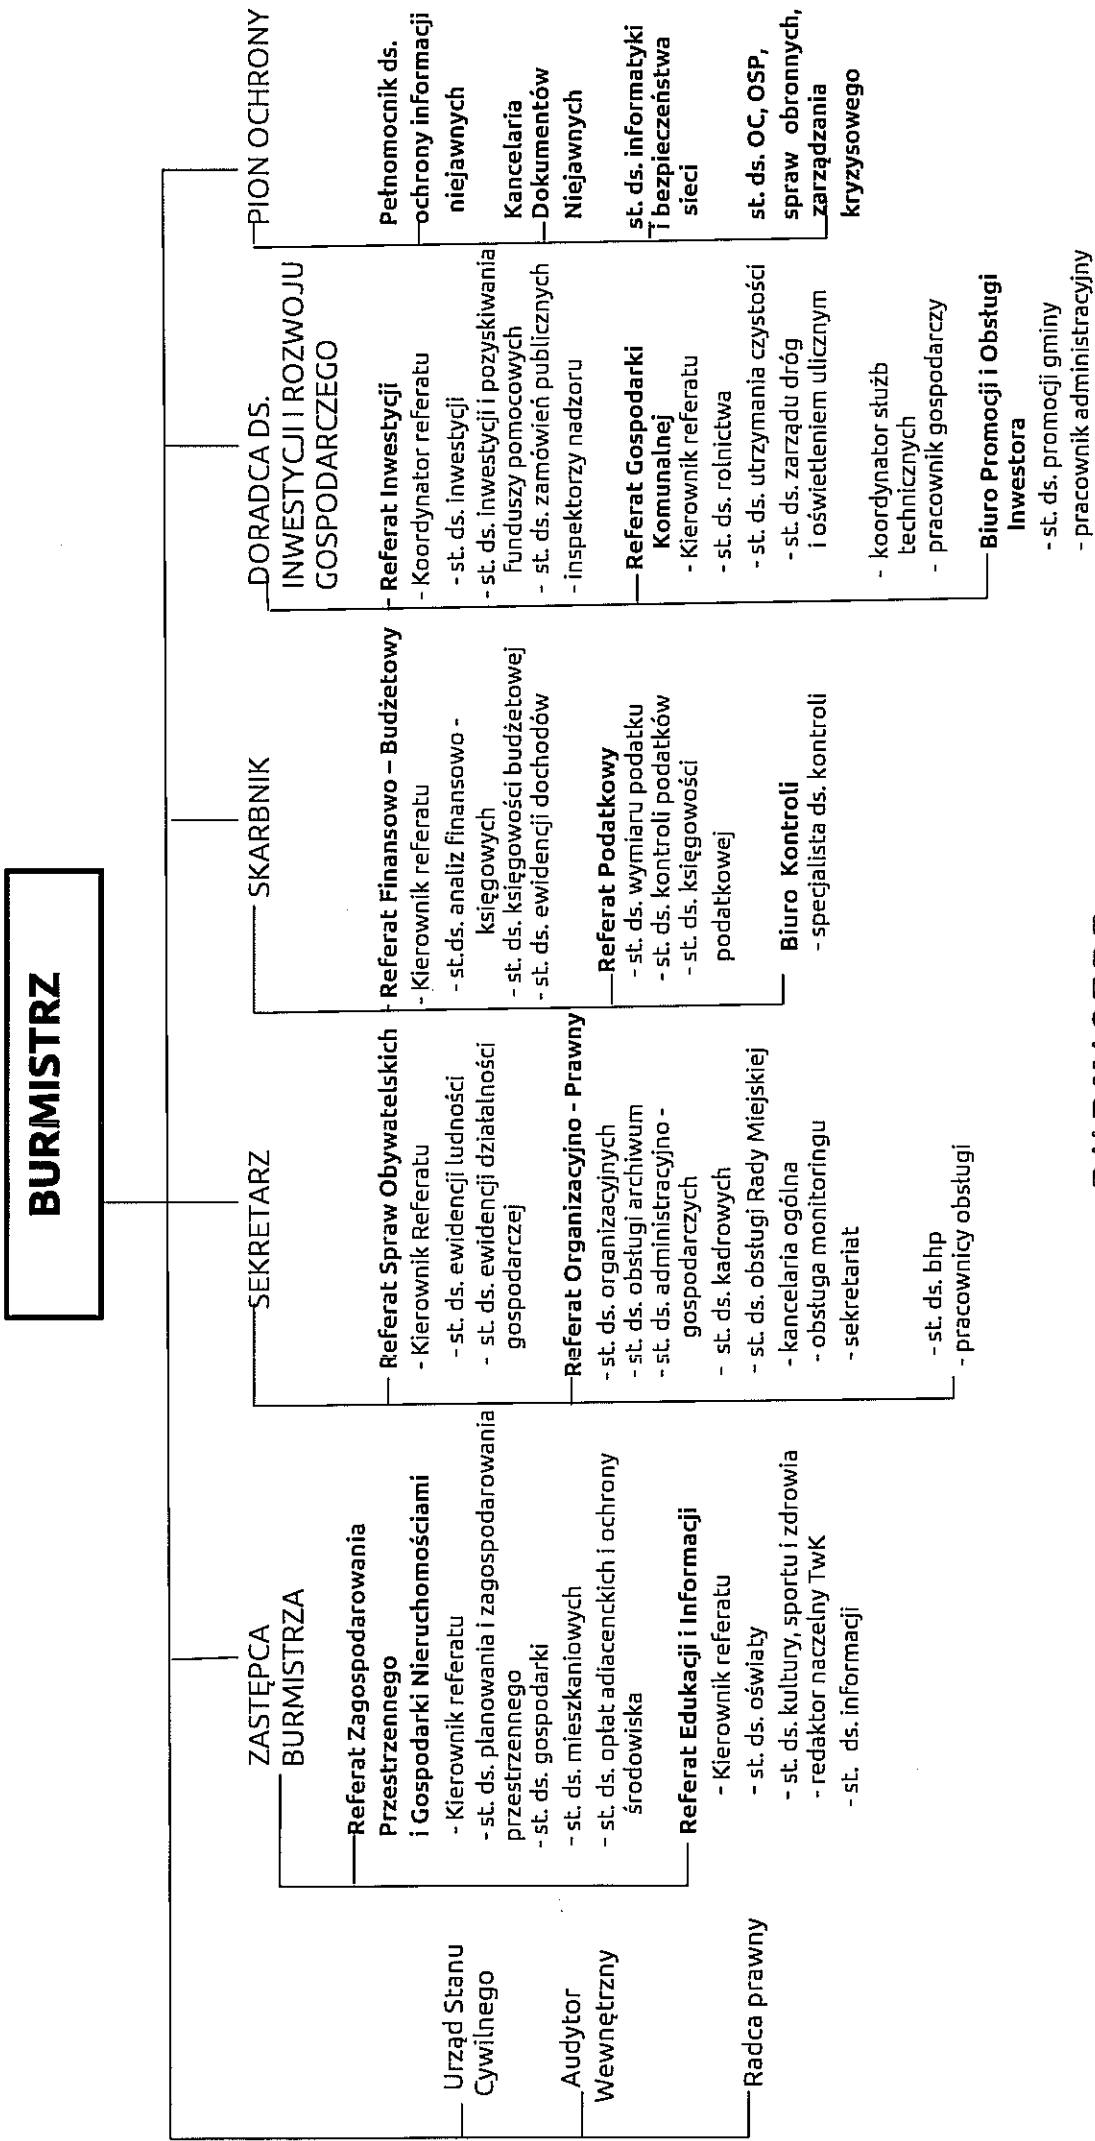 BURMISTRZ
Urząd Stanu
Cywilnego
Audytor
Wewnętrzny
Radca prawny
ZASTĘPCA
BURMISTRZA
Referat Zagospodarowania
Przestrzennego
i Gospodarki Nieruchomościami
- Kierownik referatu
- st. ds. planowania i zagospodarowania
przestrzennego
- st. ds. gospodarki
- st. ds. mieszkaniowych
- st. ds. opłat adiacenckich i ochrony
środowiska
Referat Edukacji i Informacji
- Kierownik referatu
- st. ds. oświaty
- st. ds. kultury, sportu i zdrowia
- redaktor naczelny TwK
- st. ds. informacji
SEKRETARZ
Referat Spraw Obywatelskich
- Kierownik Referatu
- st. ds. ewidencji ludności
- st. ds. ewidencji działalności
gospodarczej
Referat Organizacyjno - Prawny
- st. ds. organizacyjnych
- st. ds. obsługi archiwum
- st. ds. administracyjno -
gospodarczych
- st. ds. kadrowych
- st. ds. obsługi Rady Miejskiej
- kancelaria ogólna
- obsługa monitoringu
- sekretariat
- st. ds. bhp
- pracownicy obsługi
SKARBNIK
- Referat Finansowo – Budżetowy
- Kierownik referatu
- st.ds. analiz finansowo -
księgowych
- st. ds. księgowości budżetowej
- st. ds. ewidencji dochodów
Referat Podatkowy
- st. ds. wymiaru podatku
- st. ds. kontroli podatków
- st. ds. księgowości
podatkowej
Biuro Kontroli
- specjalista ds. kontroli
DORADCA DS.
INWESTYCJI I ROZWOJU
GOSPODARCZEGO
- Referat Inwestycji
- Koordynator referatu
- st. ds. inwestycji
- st. ds. inwestycji i pozyskiwania
funduszy pomocowych
- st. ds. zamówień publicznych
- inspektorzy nadzoru
Referat Gospodarki
Komunalnej
- Kierownik referatu
- st. ds. rolnictwa
- st. ds. utrzymania czystości
- st. ds. zarządu dróg
i oświetleniem ulicznym
- koordynator służb
technicznych
- pracownik gospodarczy
Biuro Promocji i Obsługi
Inwestora
- st. ds. promocji gminy
- pracownik administracyjny
PION OCHRONY
Pełnomocnik ds.
ochrony informacji
niejawnych
Kancelaria
Dokumentów
Niejawnych
st. ds. informatyki
i bezpieczeństwa
sieci
st. ds. OC, OSP,
spraw obronnych,
zarządzania
kryzysowego